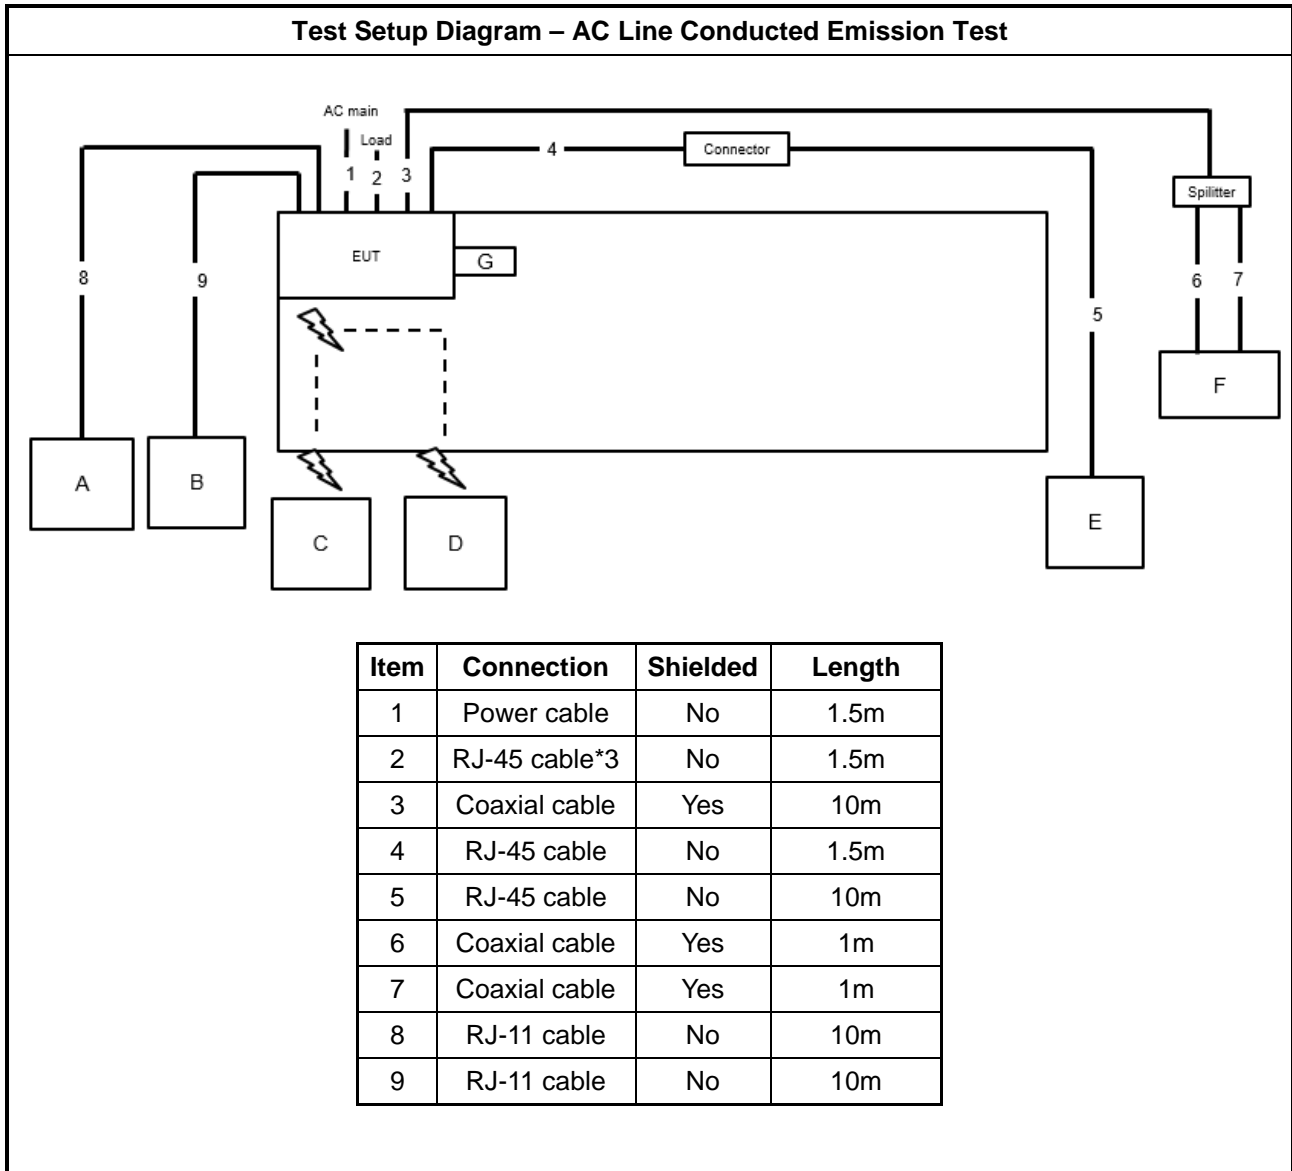 Test Setup Diagram – AC Line Conducted Emission Test
AC main
Load
1
2
3
4
Connector
Spilitter
EUT
G
8
9
5
6
7
F
A
B
C
D
E
Item Connection Shielded Length
1 Power cable No 1.5m
2 RJ-45 cable*3 No 1.5m
3 Coaxial cable Yes 10m
4 RJ-45 cable No 1.5m
5 RJ-45 cable No 10m
6 Coaxial cable Yes 1m
7 Coaxial cable Yes 1m
8 RJ-11 cable No 10m
9 RJ-11 cable No 10m